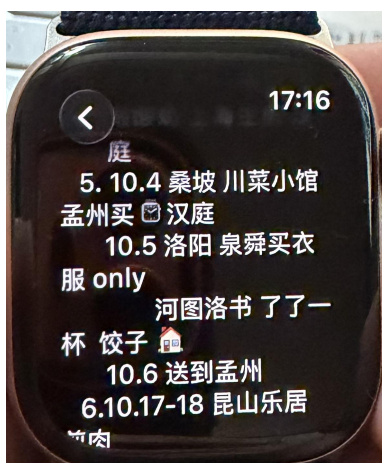 17:16
庭
5. 10.4 桑坡 川菜小馆
孟州买⌚汉庭
10.5 洛阳 泉舜买衣
服 only
河图洛书 了了一
杯 饺子🏠
10.6 送到孟州
6.10.17-18 昆山乐居
肉